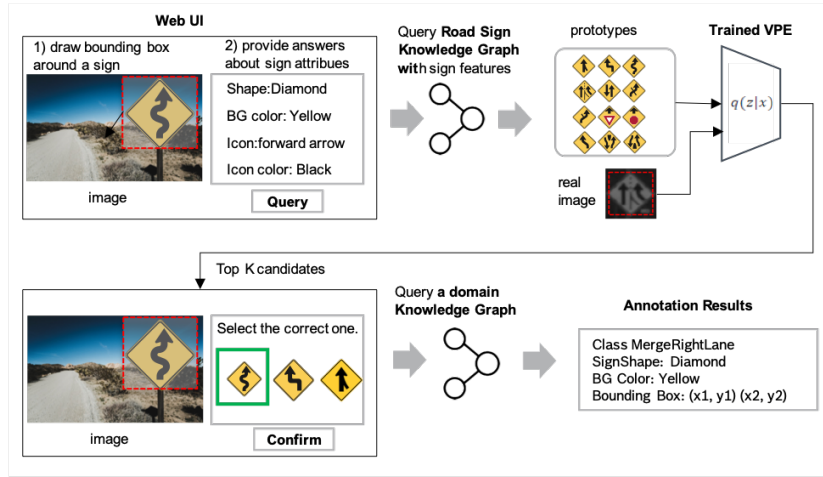 Web UI
1) draw bounding box
around a sign
2) provide answers
about sign attribues
Shape:Diamond
BG color: Yellow
Icon:forward arrow
Icon color: Black
image
Query
Query Road Sign
Knowledge Graph
with sign features
prototypes
real
image
Trained VPE
q(z|x)
Top K candidates
Select the correct one.
image
Confirm
Query a domain
Knowledge Graph
Annotation Results
Class MergeRightLane
SignShape: Diamond
BG Color: Yellow
Bounding Box: (x1, y1) (x2, y2)